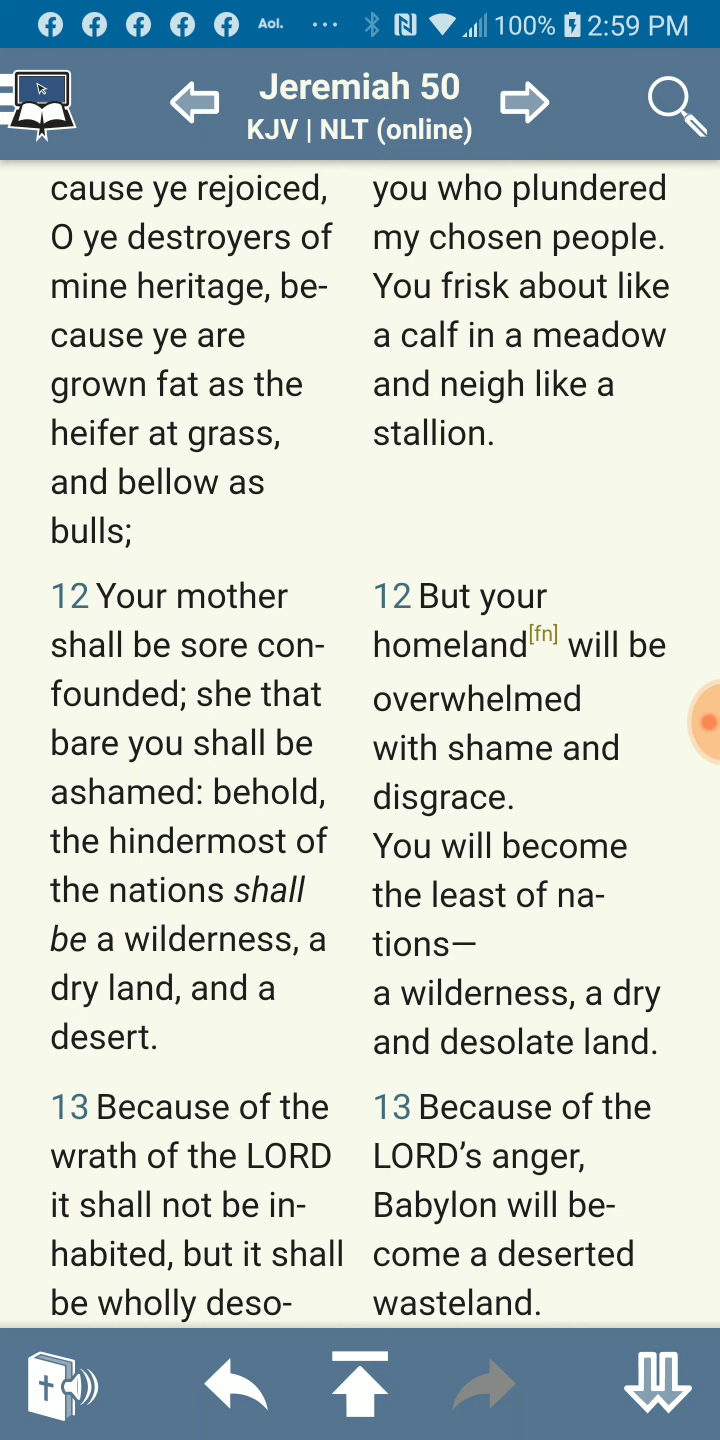 Aol. ... 100% 2:59 PM
Jeremiah 50
KJV | NLT (online)
cause ye rejoiced,
O ye destroyers of
mine heritage, be-
cause ye are
grown fat as the
heifer at grass,
and bellow as
bulls;
12 Your mother
shall be sore con-
founded; she that
bare you shall be
ashamed: behold,
the hindermost of
the nations shall
be a wilderness, a
dry land, and a
desert.
13 Because of the
wrath of the LORD
it shall not be in-
habited, but it shall
be wholly deso-
you who plundered
my chosen people.
You frisk about like
a calf in a meadow
and neigh like a
stallion.
12 But your
homeland[fn] will be
overwhelmed
with shame and
disgrace.
You will become
the least of na-
tions—
a wilderness, a dry
and desolate land.
13 Because of the
LORD’s anger,
Babylon will be-
come a deserted
wasteland.